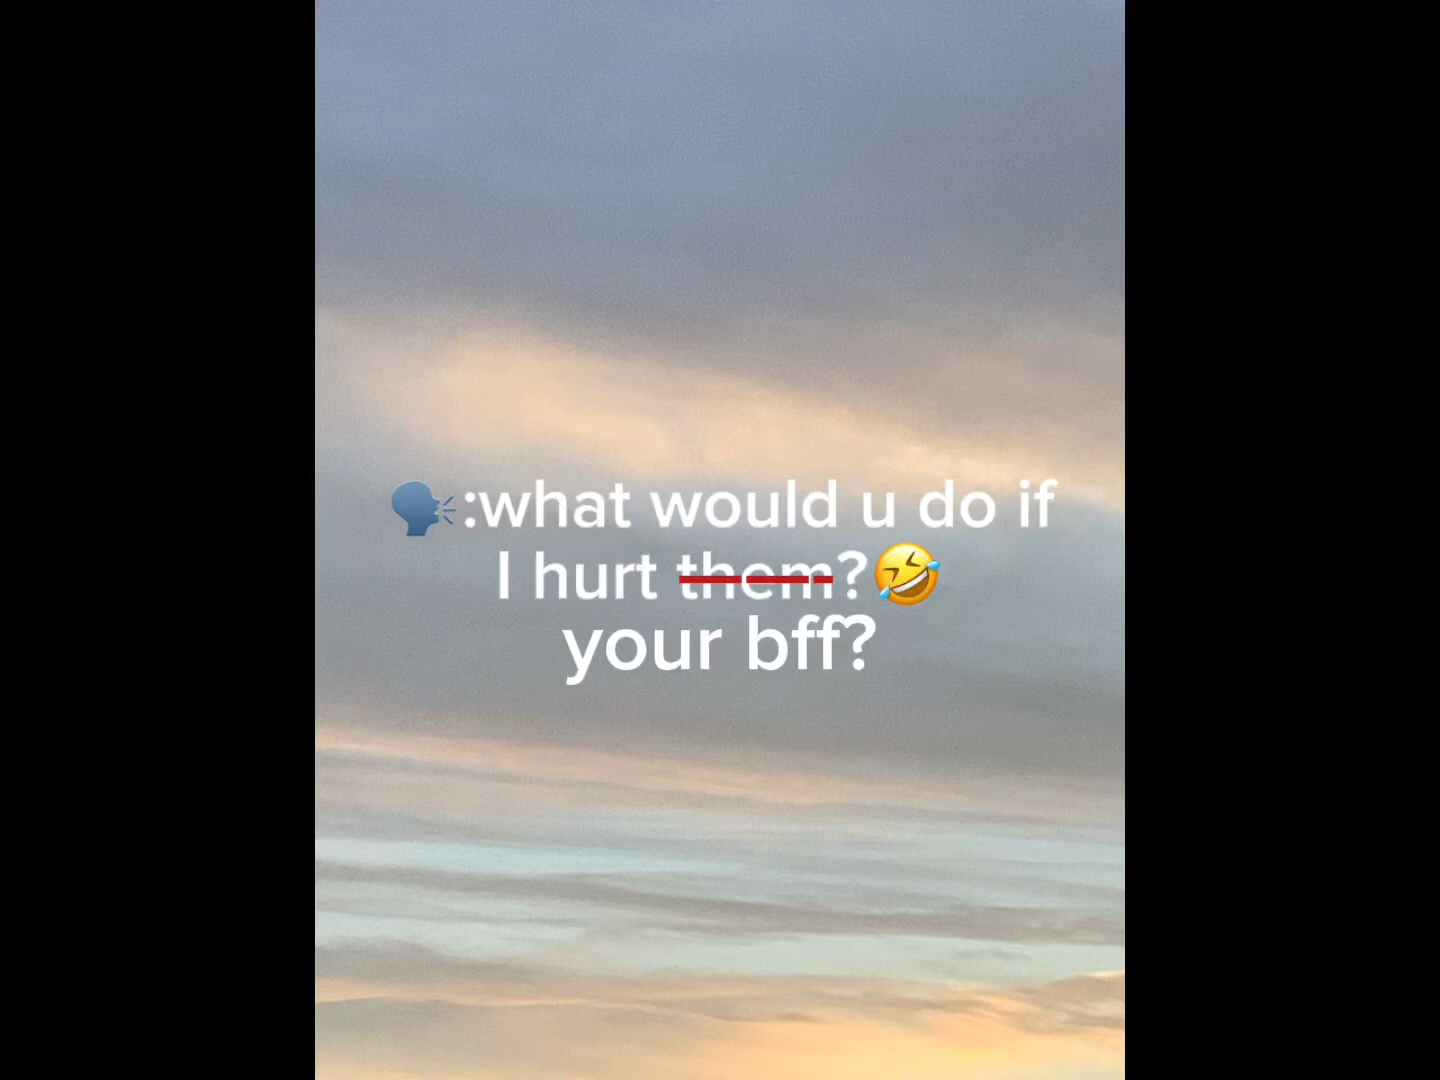 🗣️:what would u do if
I hurt them?🤣
your bff?